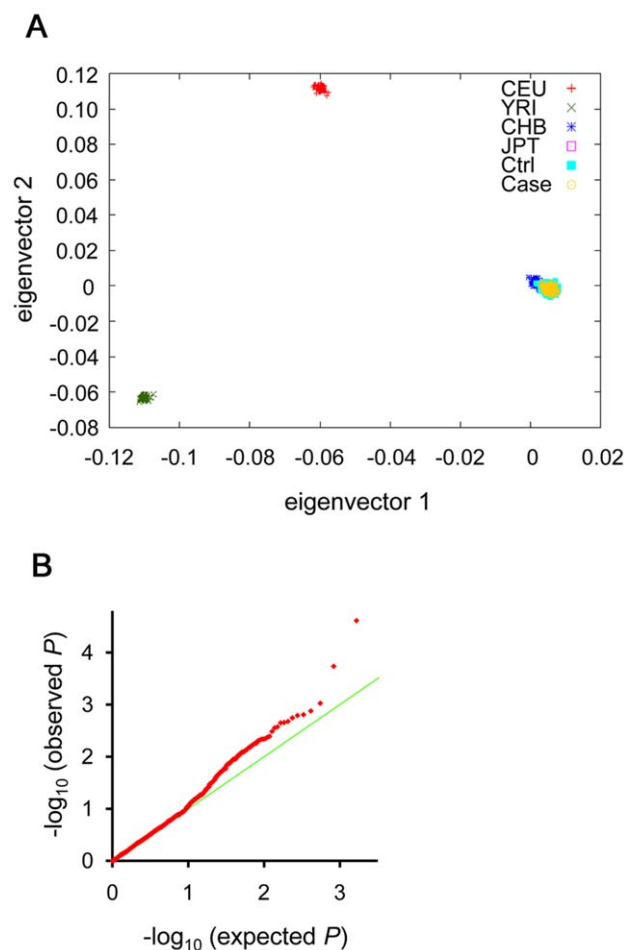 A
0.12
0.10
0.08
0.06
0.04
0.02
0
-0.02
-0.04
-0.06
-0.08
eigenvector 2
CEU
YRI
CHB
JPT
Ctrl
Case
-0.12 -0.1 -0.08 -0.06 -0.04 -0.02 0 0.02
eigenvector 1
B
4
3
2
1
0
-log10 (observed P)
0 1 2 3
-log10 (expected P)